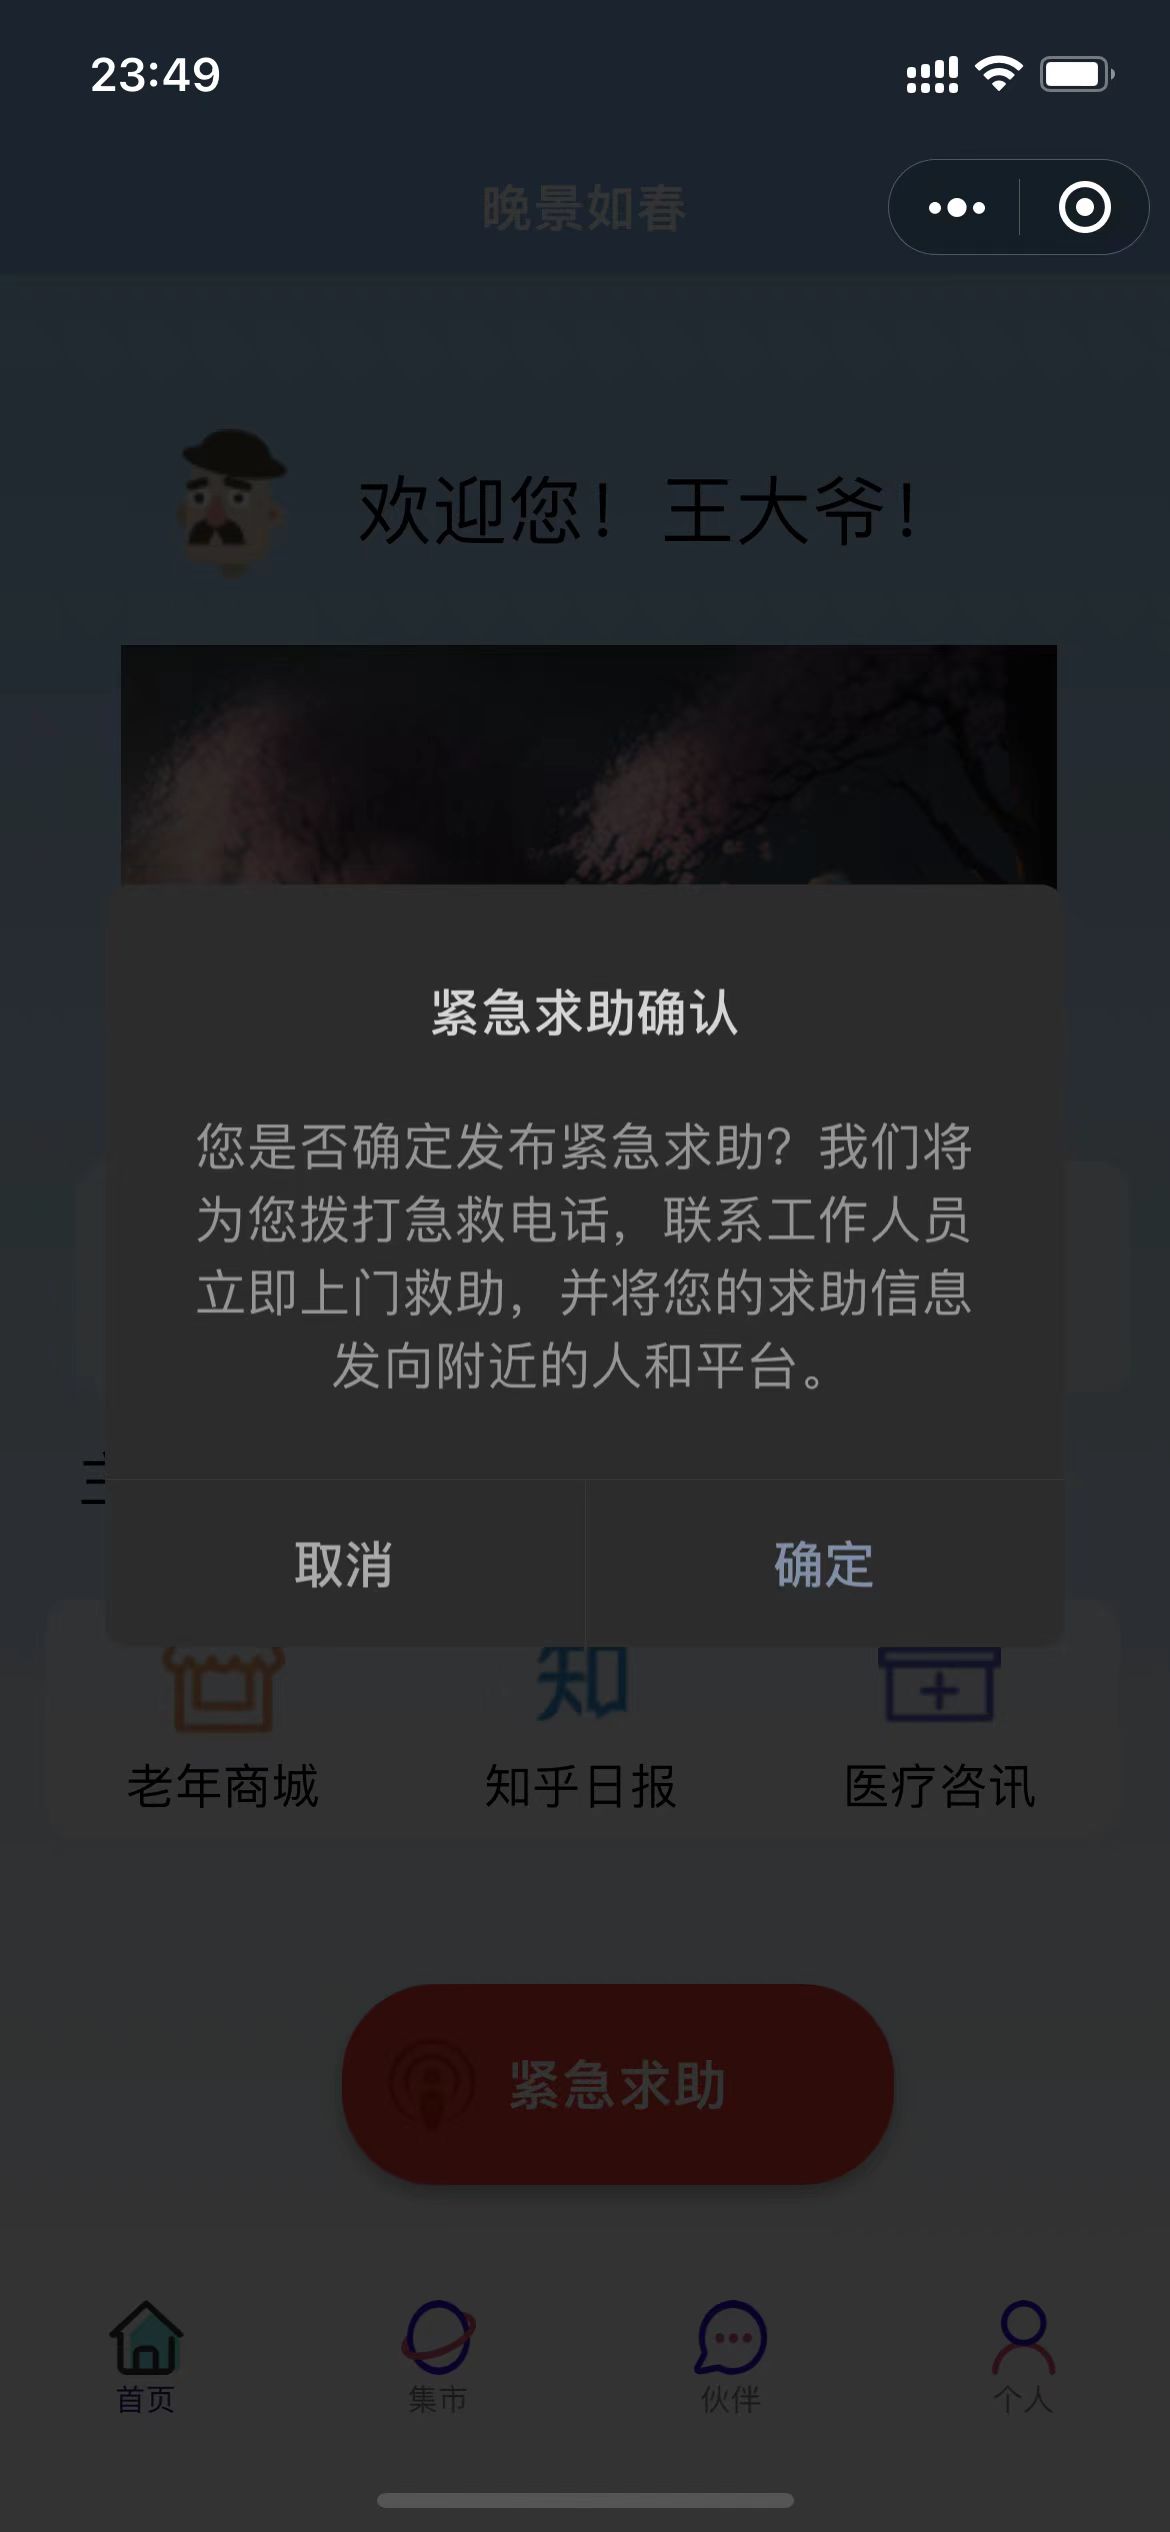 23:49
晚景如春
欢迎您！王大爷！
紧急求助确认
您是否确定发布紧急求助？我们将
为您拨打急救电话，联系工作人员
立即上门救助，并将您的求助信息
发向附近的人和平台。
取消
确定
知
老年商城
知乎日报
医疗咨讯
紧急求助
首页
集市
伙伴
个人